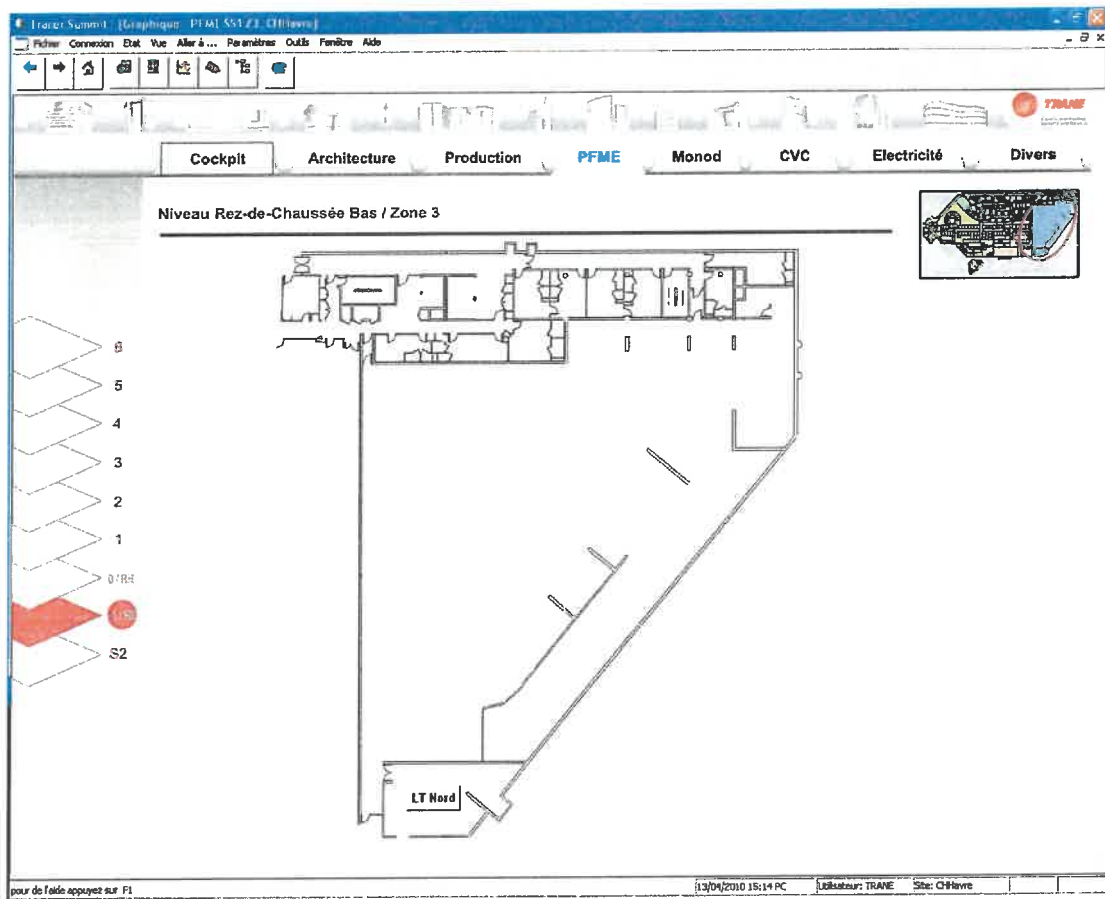 Tracer Summit - [Graphique - PFME SS1 Z3, CHHavre]
Fichier Connexion Etat Vue Aller à ... Paramètres Outils Fenêtre Aide
TRANE
Cockpit Architecture Production PFME Monod CVC Electricité Divers
Niveau Rez-de-Chaussée Bas / Zone 3
6
5
4
3
2
1
S2
LT Nord
pour de l'aide appuyez sur F1 13/04/2010 15:14 PC Utilisateur: TRANE Site: CHHavre